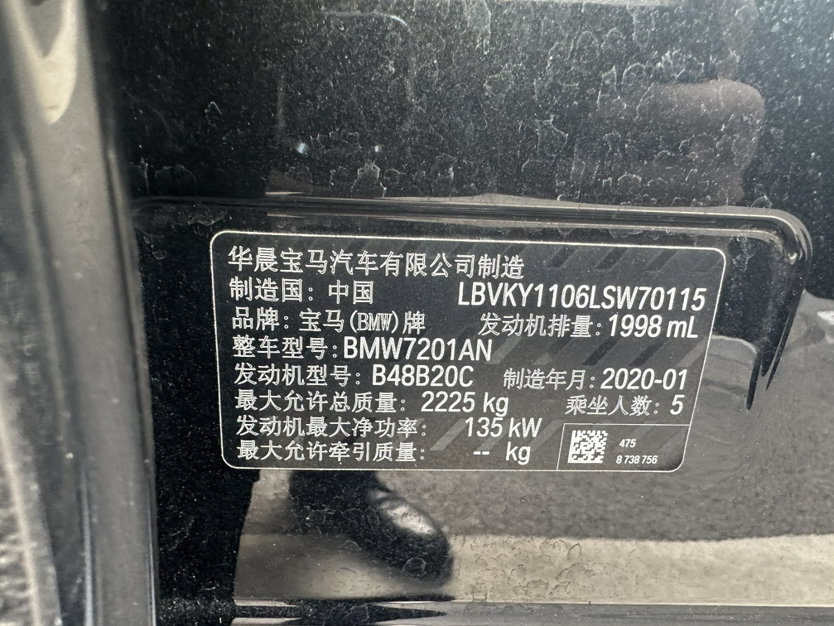 华晨宝马汽车有限公司制造
制造国：中国 LBVKY1106LSW70115
品牌：宝马(BMW)牌 发动机排量：1998 mL
整车型号：BMW7201AN
发动机型号：B48B20C 制造年月：2020-01
最大允许总质量：2225 kg 乘坐人数：5
发动机最大净功率：135 kW
最大允许牵引质量：-- kg
475
8 738 756